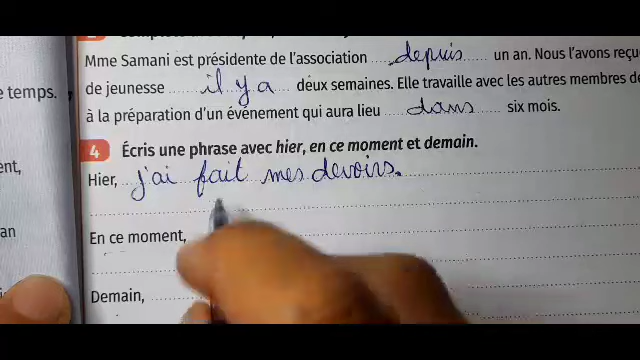 Mme Samani est présidente de l'association depuis un an. Nous l'avons reçu
de jeunesse il y a deux semaines. Elle travaille avec les autres membres de
e temps. à la préparation d'un événement qui aura lieu dans six mois.
4 Écris une phrase avec hier, en ce moment et demain.
Hier, j'ai fait mes devoirs.
En ce moment,
Demain,